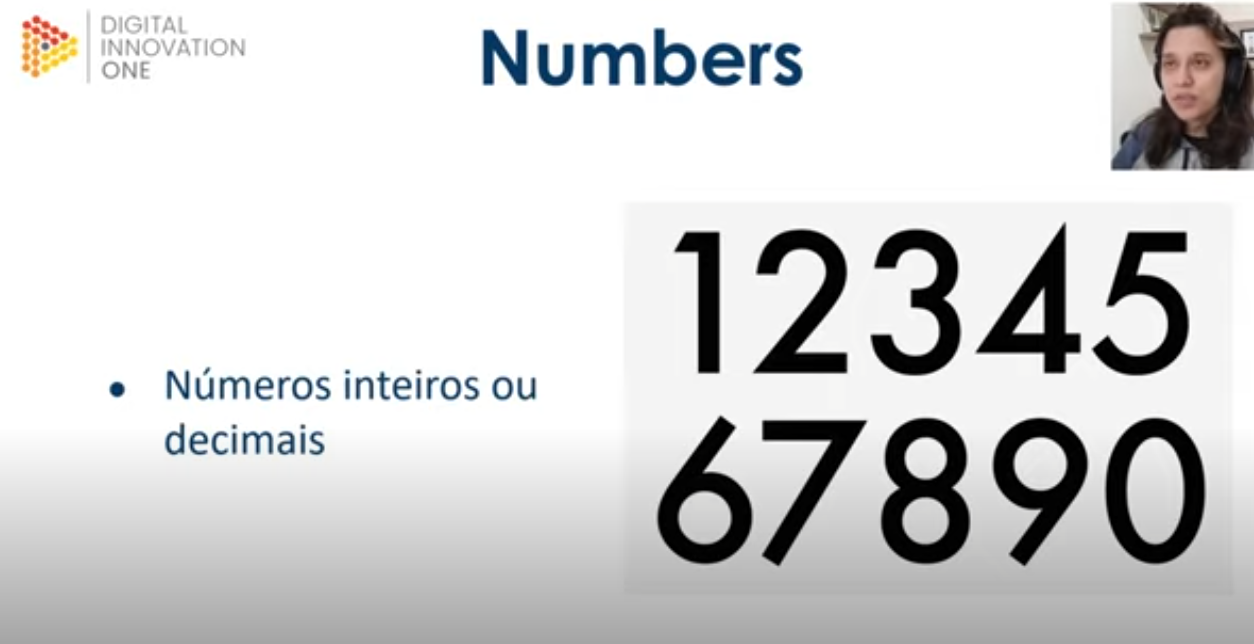 DIGITAL
INNOVATION
ONE
Numbers
12345
67890
• Números inteiros ou
decimais